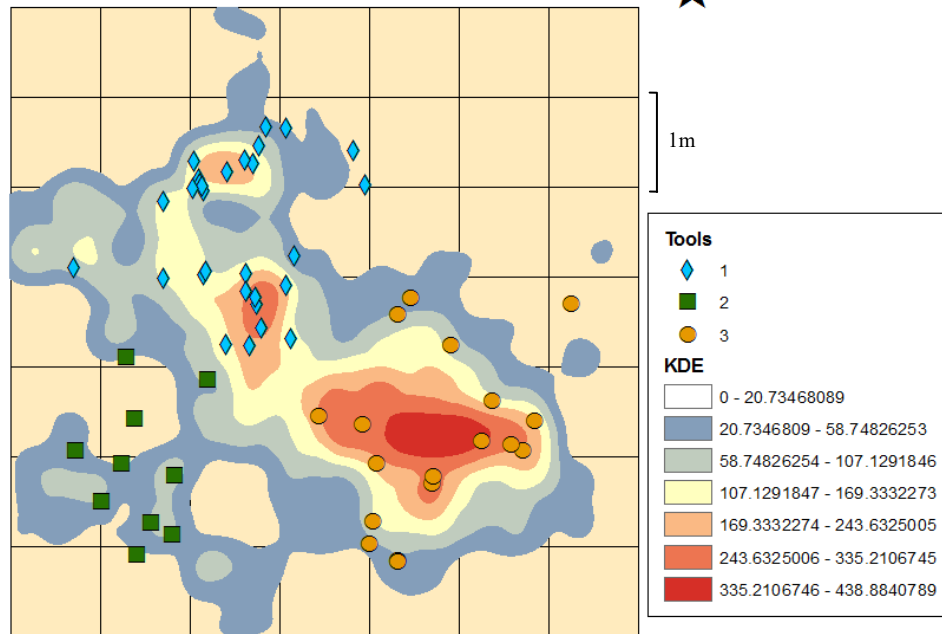 1m
Tools
1
2
3
KDE
0 - 20.73468089
20.7346809 - 58.74826253
58.74826254 - 107.1291846
107.1291847 - 169.3332273
169.3332274 - 243.6325005
243.6325006 - 335.2106745
335.2106746 - 438.8840789